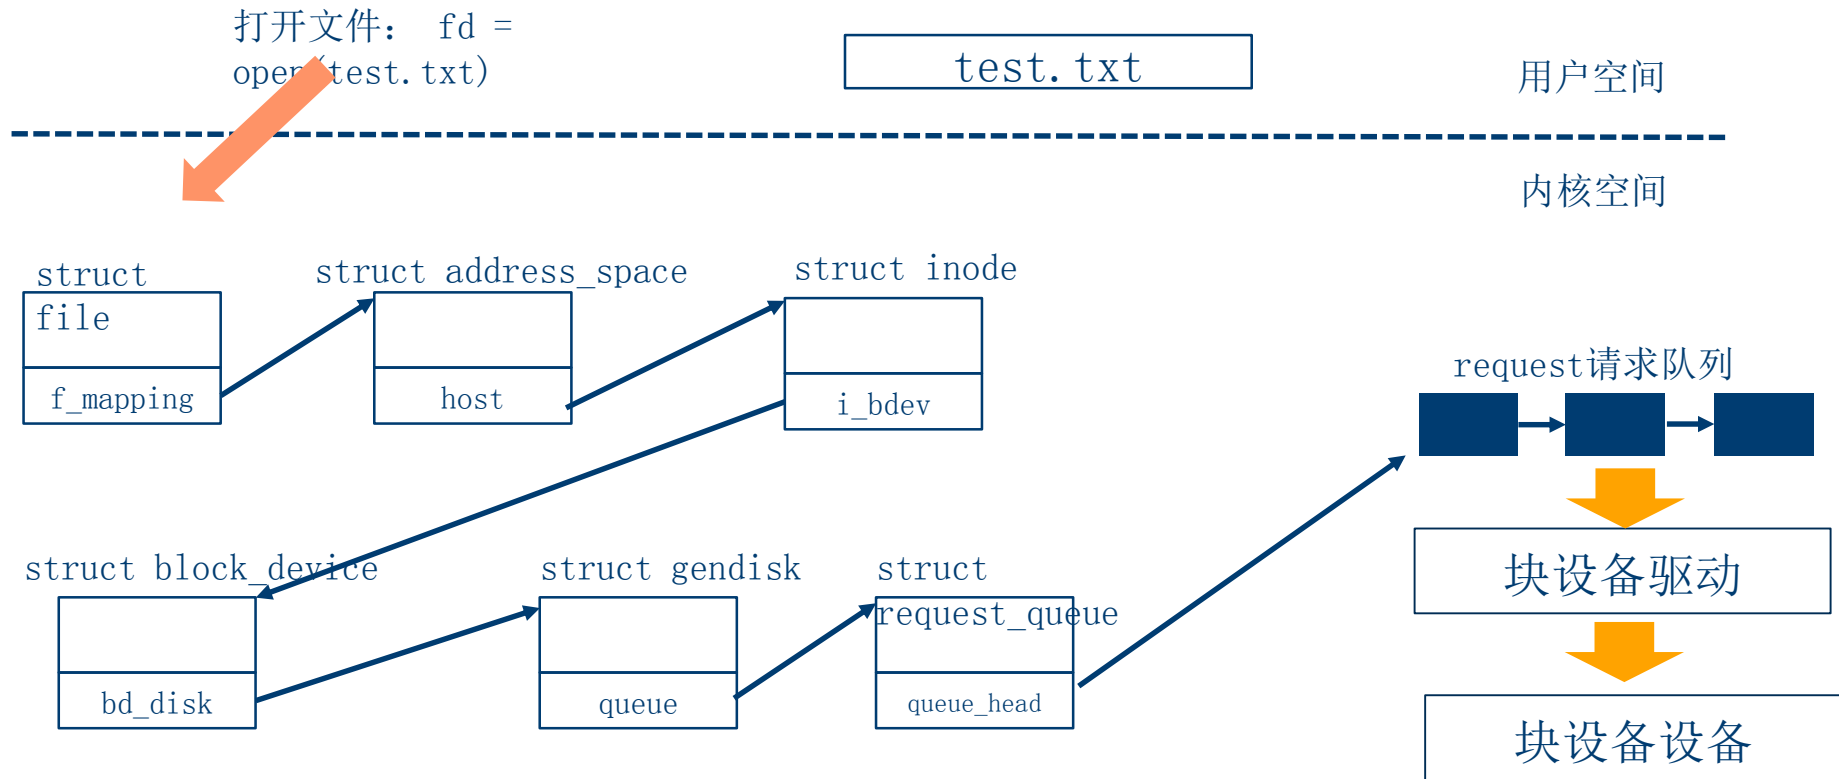 打开文件： fd =
open(test.txt)
test.txt
用户空间
内核空间
struct
file
struct address_space
struct inode
f_mapping
host
i_bdev
request请求队列
struct block_device
struct gendisk
struct
request_queue
bd_disk
queue
queue_head
块设备驱动
块设备设备